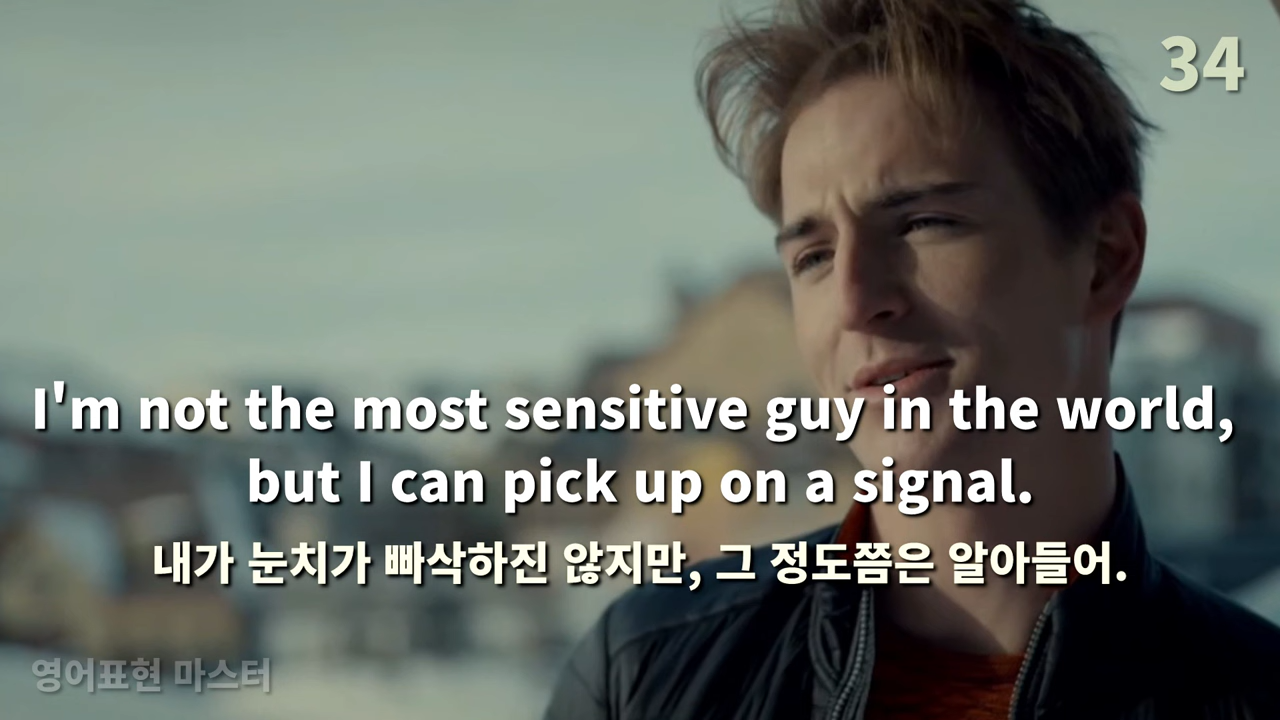 34
I'm not the most sensitive guy in the world,
but I can pick up on a signal.
내가 눈치가 빠삭하진 않지만, 그 정도쯤은 알아들어.
영어표현 마스터